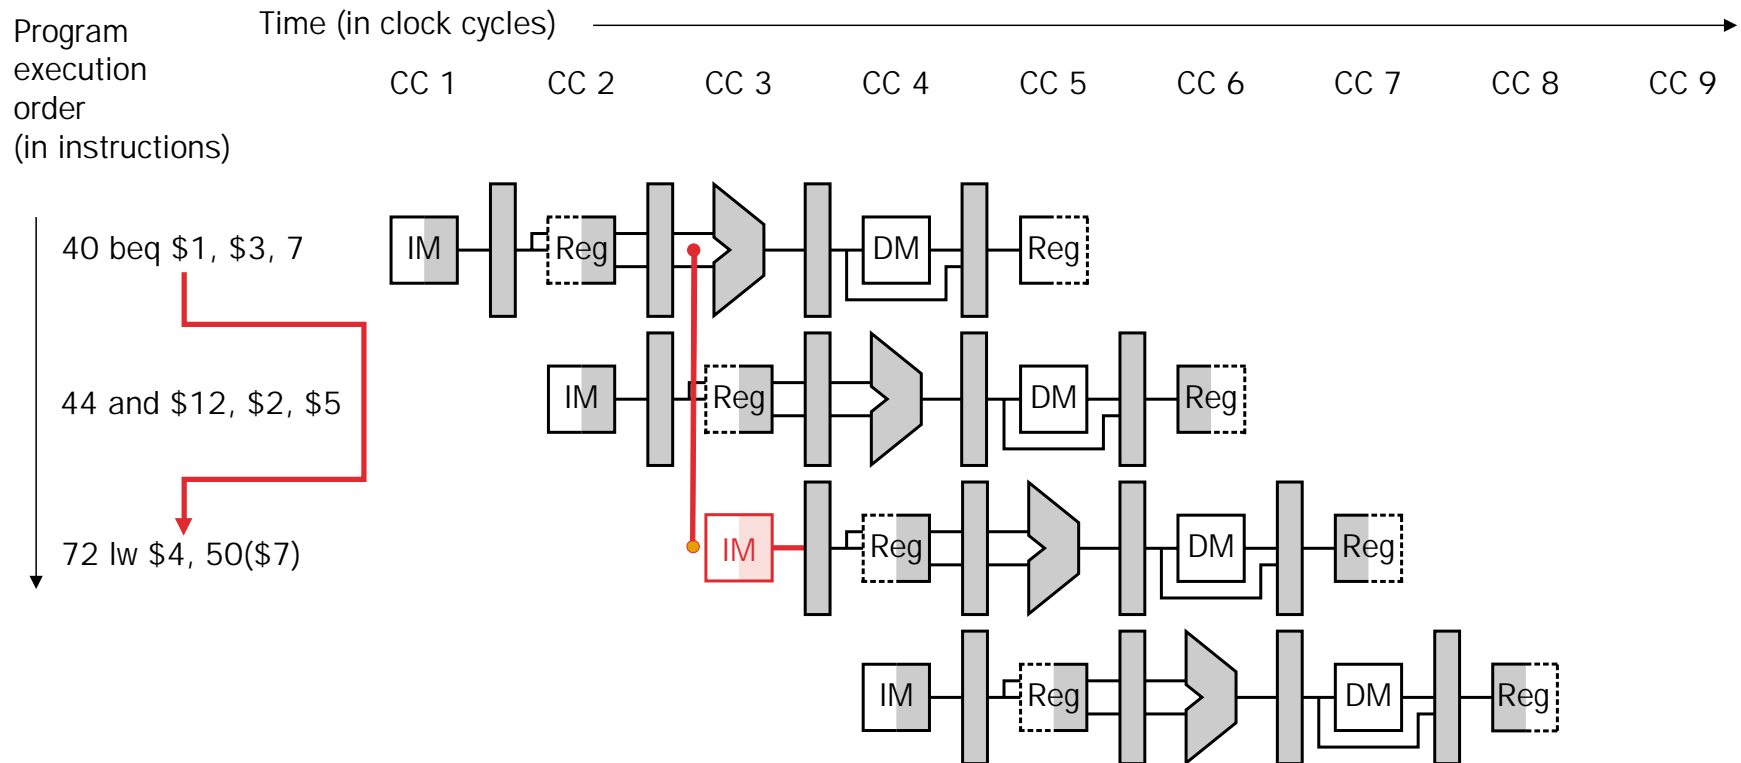 Program
execution
order
(in instructions)
Time (in clock cycles)
CC 1 CC 2 CC 3 CC 4 CC 5 CC 6 CC 7 CC 8 CC 9
40 beq $1, $3, 7
IM Reg DM Reg
44 and $12, $2, $5
IM Reg DM Reg
72 lw $4, 50($7)
IM Reg DM Reg
IM Reg DM Reg